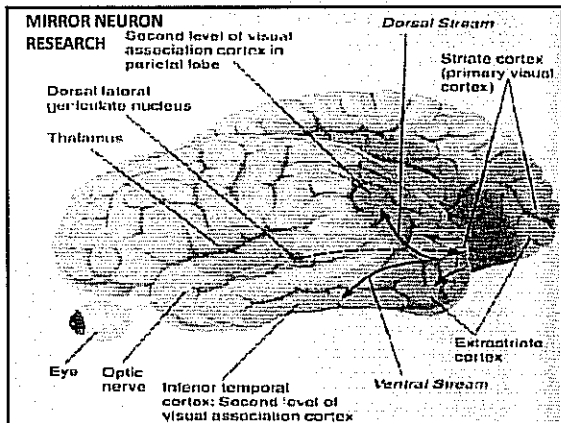 MIRROR NEURON
RESEARCH
Second level of visual
association cortex in
parietal lobe
Dorsal Stream
Striate cortex
(primary visual
cortex)
Dorsal lateral
geniculate nucleus
Thalamus
Eye
Optic
nerve
Inferior temporal
cortex: Second level of
visual association cortex
Ventral Stream
Extrastriate
cortex